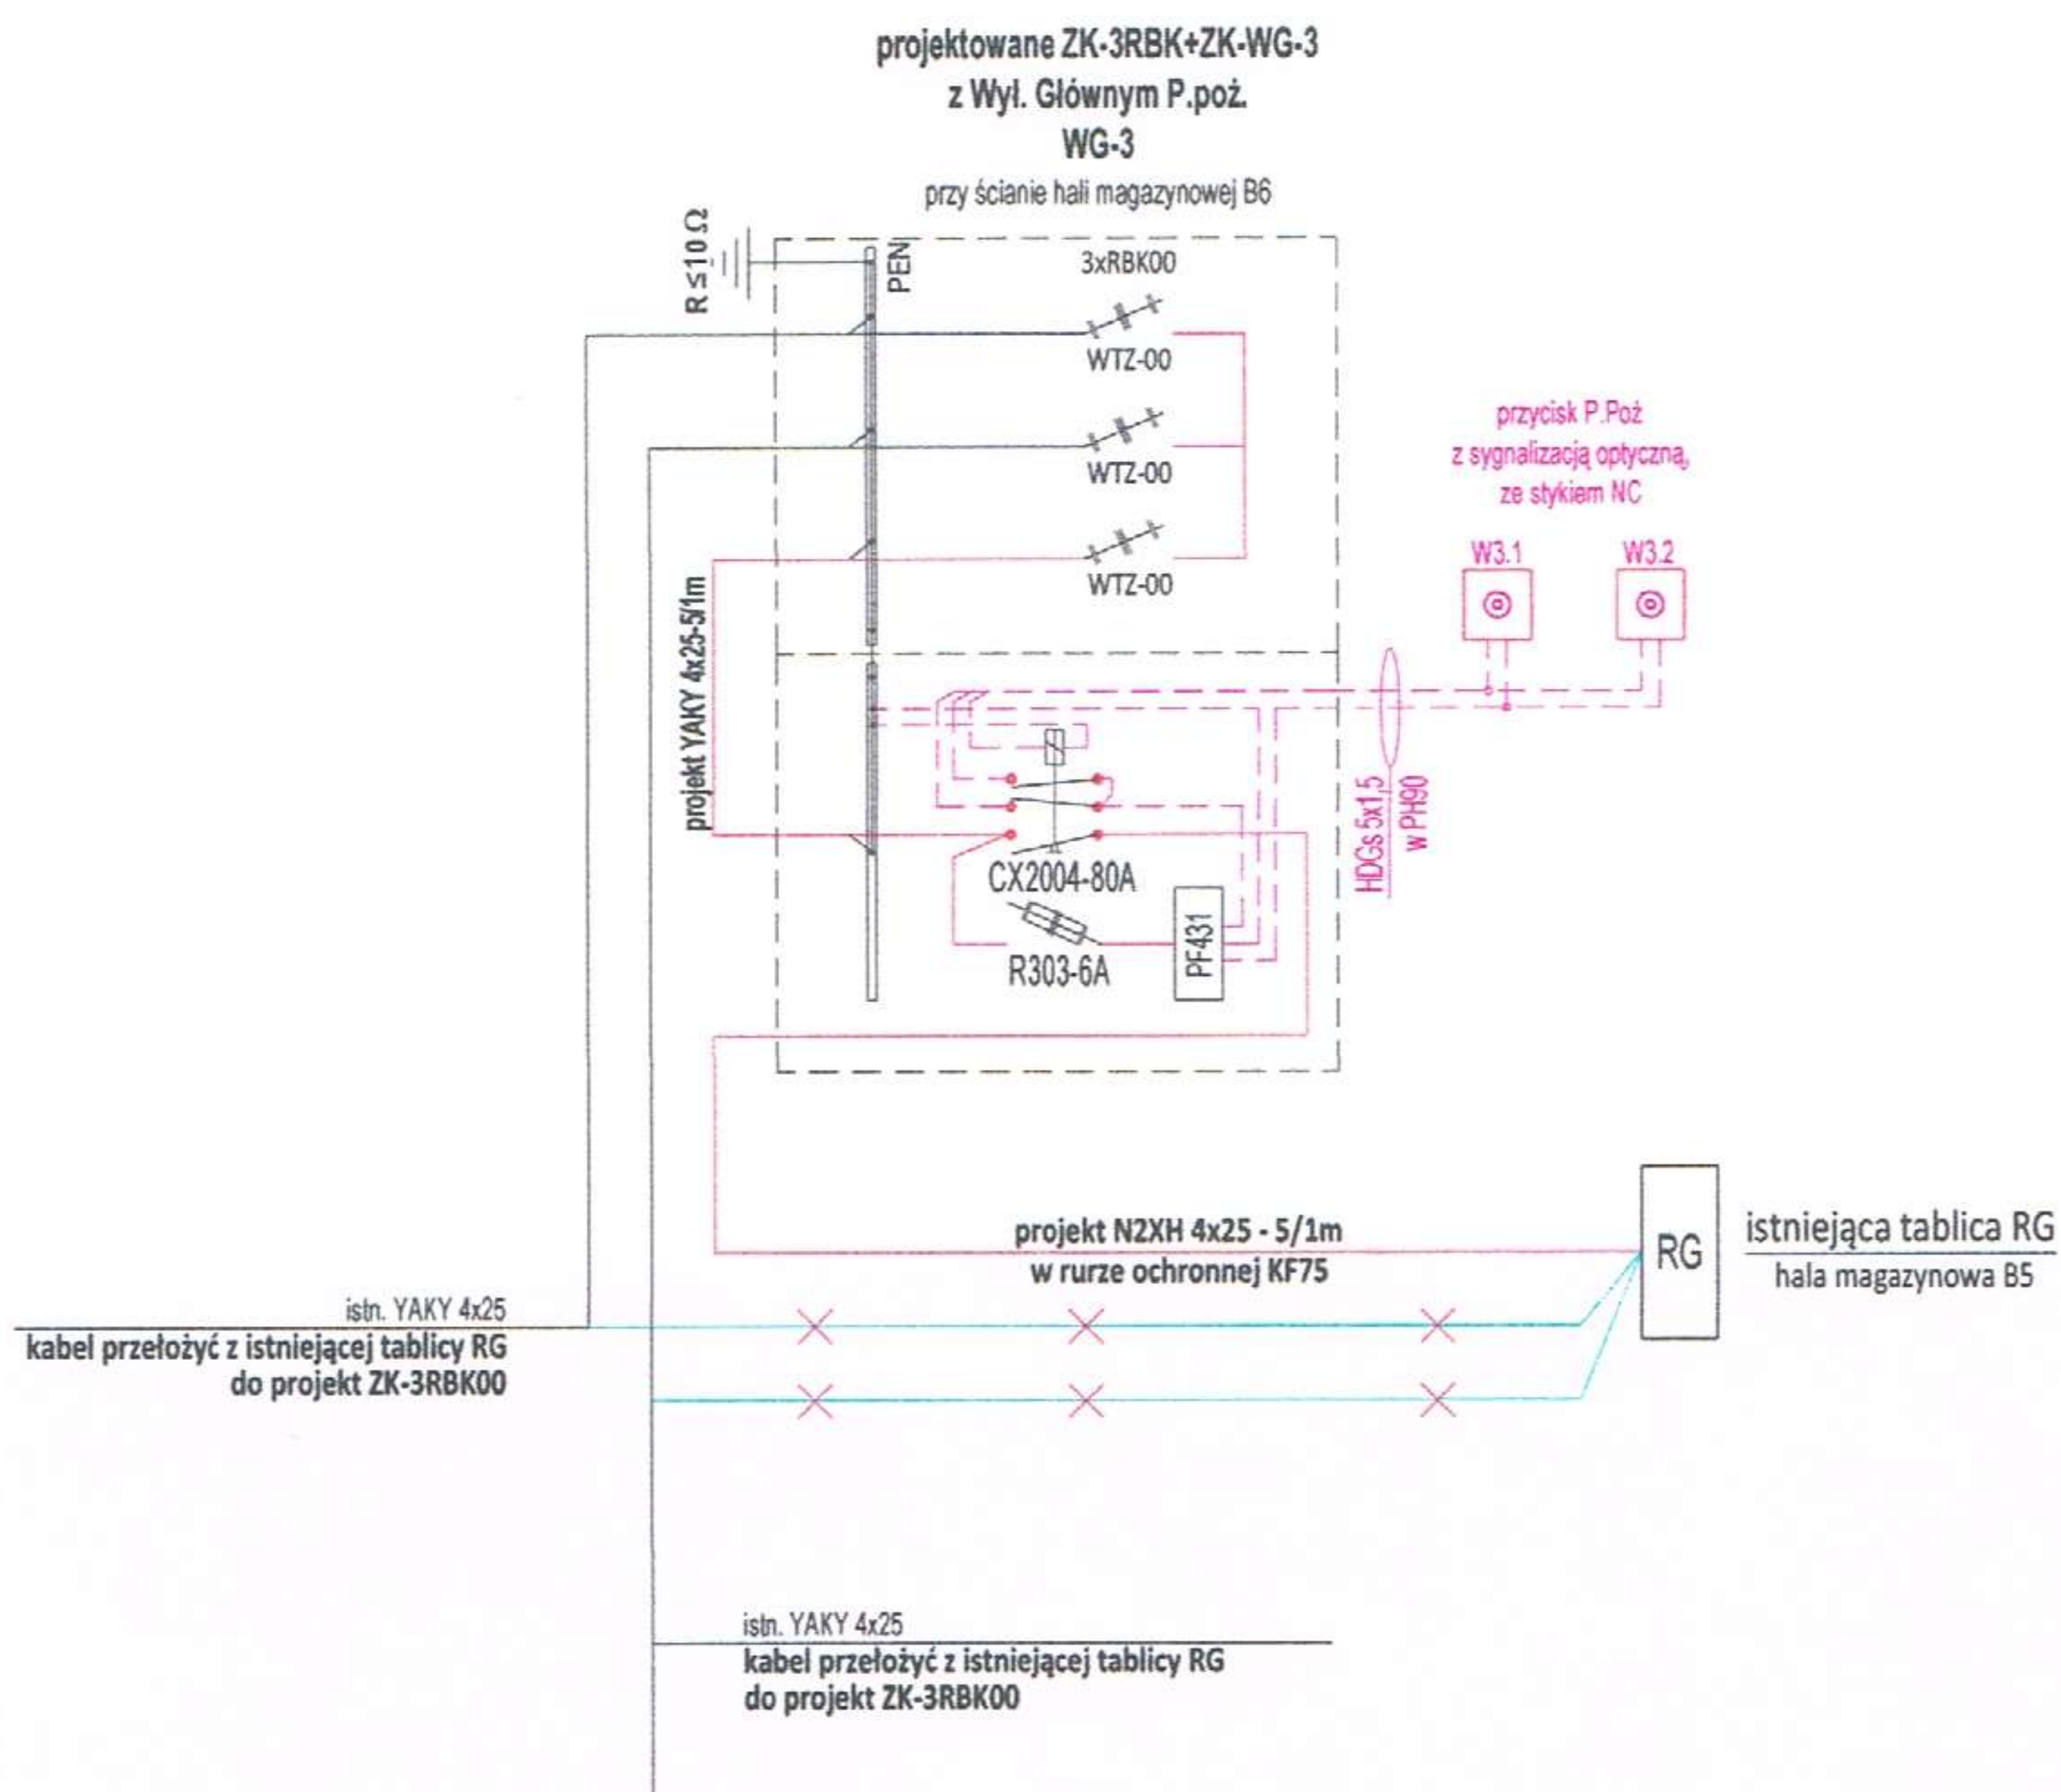 projektowane ZK-3RBK+ZK-WG-3
z Wył. Głównym P.poż.
WG-3
przy ścianie hali magazynowej B6
R ≤10 Ω
PEN
3xRBK00
WTZ-00
WTZ-00
WTZ-00
projekt YAKY 4x25-5/1m
przycisk P.Poż
z sygnalizacją optyczną,
ze stykiem NC
W3.1
W3.2
HDGs 5x1,5
w PH90
CX2004-80A
R303-6A
PF431
projekt N2XH 4x25 - 5/1m
w rurze ochronnej KF75
RG
istniejąca tablica RG
hala magazynowa B5
istn. YAKY 4x25
kabel przełożyć z istniejącej tablicy RG
do projekt ZK-3RBK00
istn. YAKY 4x25
kabel przełożyć z istniejącej tablicy RG
do projekt ZK-3RBK00